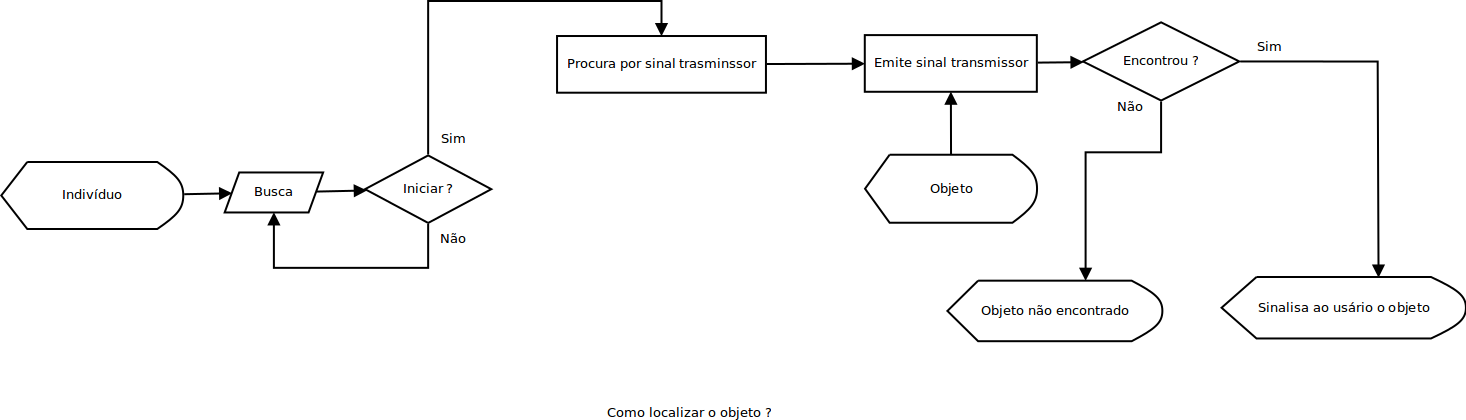 Indivíduo
Busca
Iniciar ?
Sim
Não
Procura por sinal trasminssor
Emite sinal transmissor
Objeto
Encontrou ?
Sim
Não
Objeto não encontrado
Sinalisa ao usário o objeto
Como localizar o objeto ?